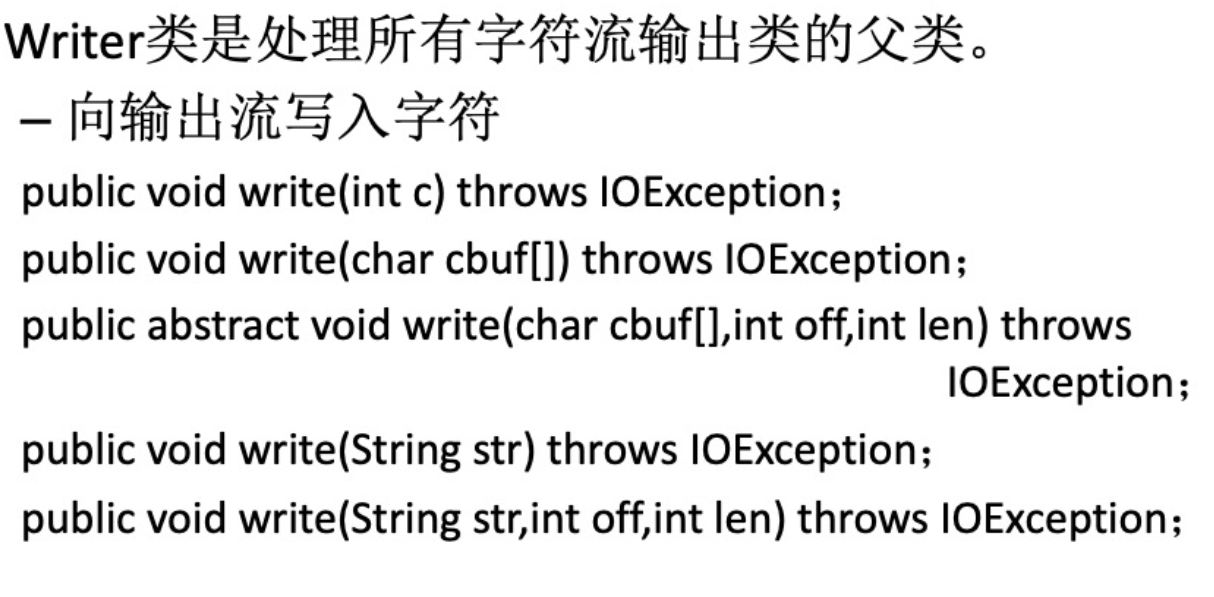 Writer类是处理所有字符流输出类的父类。
– 向输出流写入字符
public void write(int c) throws IOException；
public void write(char cbuf[]) throws IOException；
public abstract void write(char cbuf[],int off,int len) throws
IOException；
public void write(String str) throws IOException；
public void write(String str,int off,int len) throws IOException；